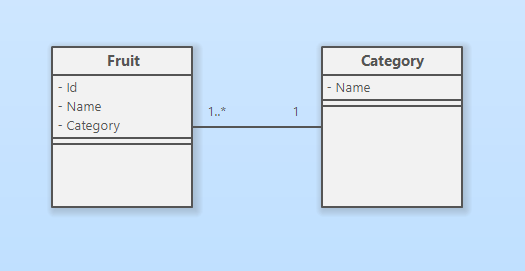 Fruit
- Id
- Name
- Category
1..*
1
Category
- Name